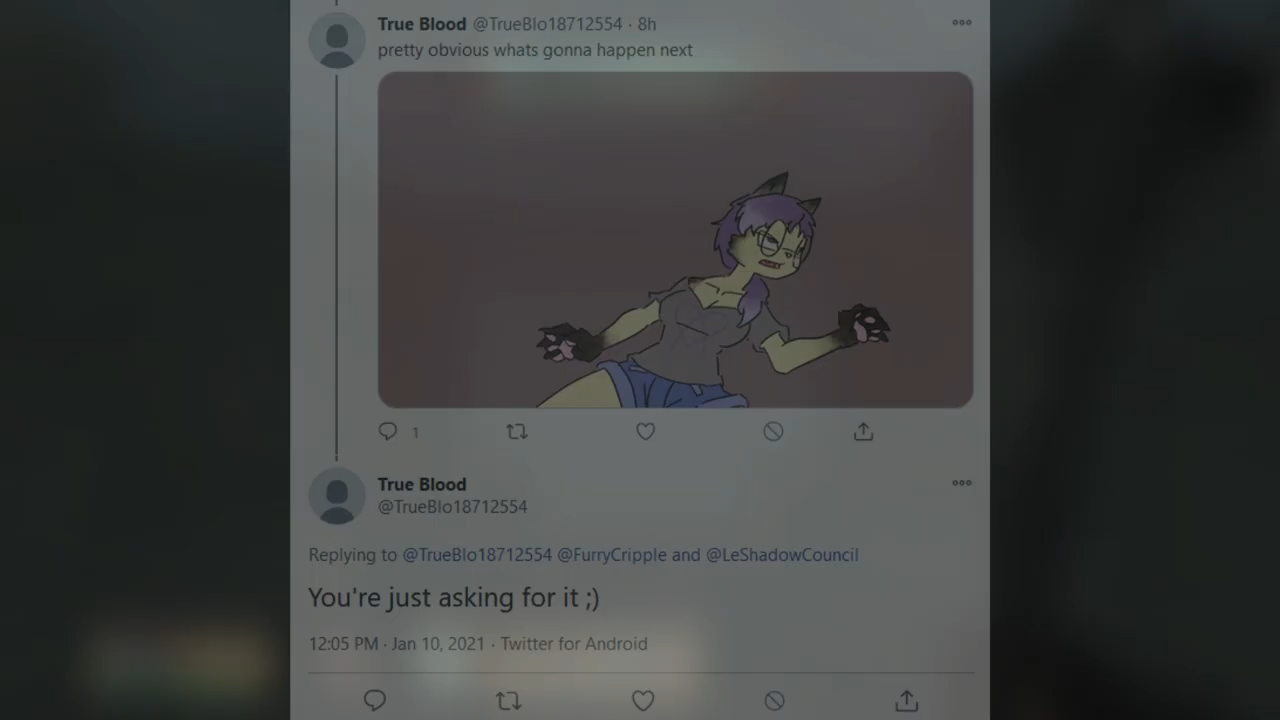 True Blood @TrueBlo18712554 · 8h
pretty obvious whats gonna happen next
1
True Blood
@TrueBlo18712554
Replying to @TrueBlo18712554 @FurryCripple and @LeShadowCouncil
You're just asking for it ;)
12:05 PM · Jan 10, 2021 · Twitter for Android